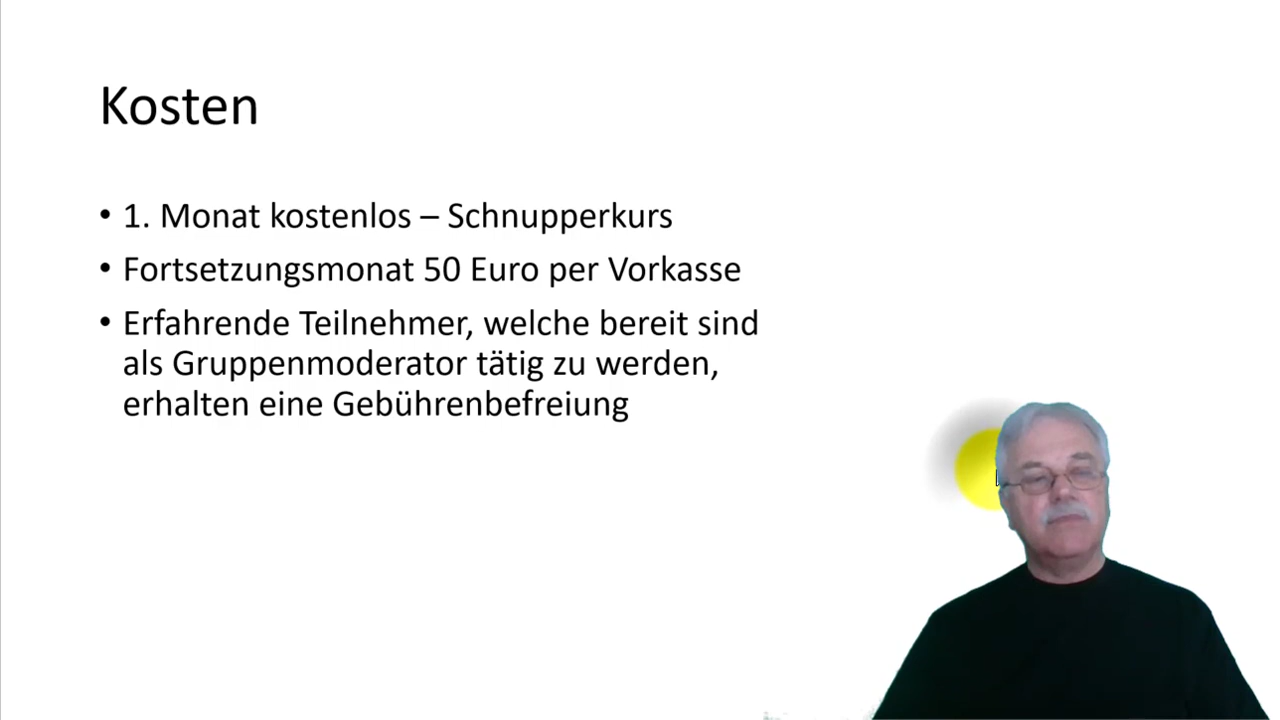 Kosten
• 1. Monat kostenlos – Schnupperkurs
• Fortsetzungsmonat 50 Euro per Vorkasse
• Erfahrende Teilnehmer, welche bereit sind
als Gruppenmoderator tätig zu werden,
erhalten eine Gebührenbefreiung